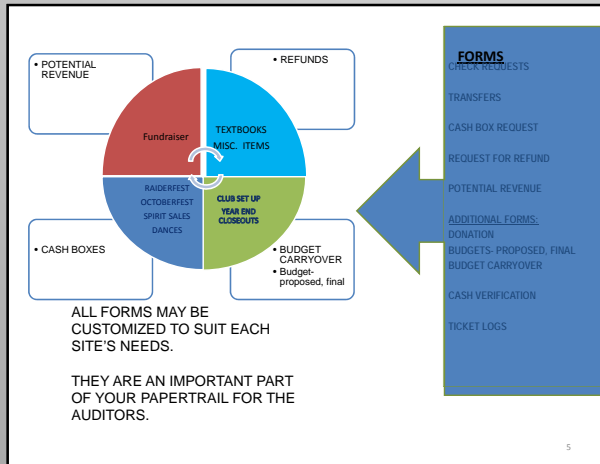 • POTENTIAL
REVENUE
• REFUNDS
Fundraiser
TEXTBOOKS
MISC. ITEMS
RAIDERFEST
OCTOBERFEST
SPIRIT SALES
DANCES
CLUB SET UP
YEAR END
CLOSEOUTS
• CASH BOXES
• BUDGET
CARRYOVER
• Budget-
proposed, final
ALL FORMS MAY BE
CUSTOMIZED TO SUIT EACH
SITE'S NEEDS.
THEY ARE AN IMPORTANT PART
OF YOUR PAPERTRAIL FOR THE
AUDITORS.
FORMS
CHECK REQUESTS
TRANSFERS
CASH BOX REQUEST
REQUEST FOR REFUND
POTENTIAL REVENUE
ADDITIONAL FORMS:
DONATION
BUDGETS- PROPOSED, FINAL
BUDGET CARRYOVER
CASH VERIFICATION
TICKET LOGS
5